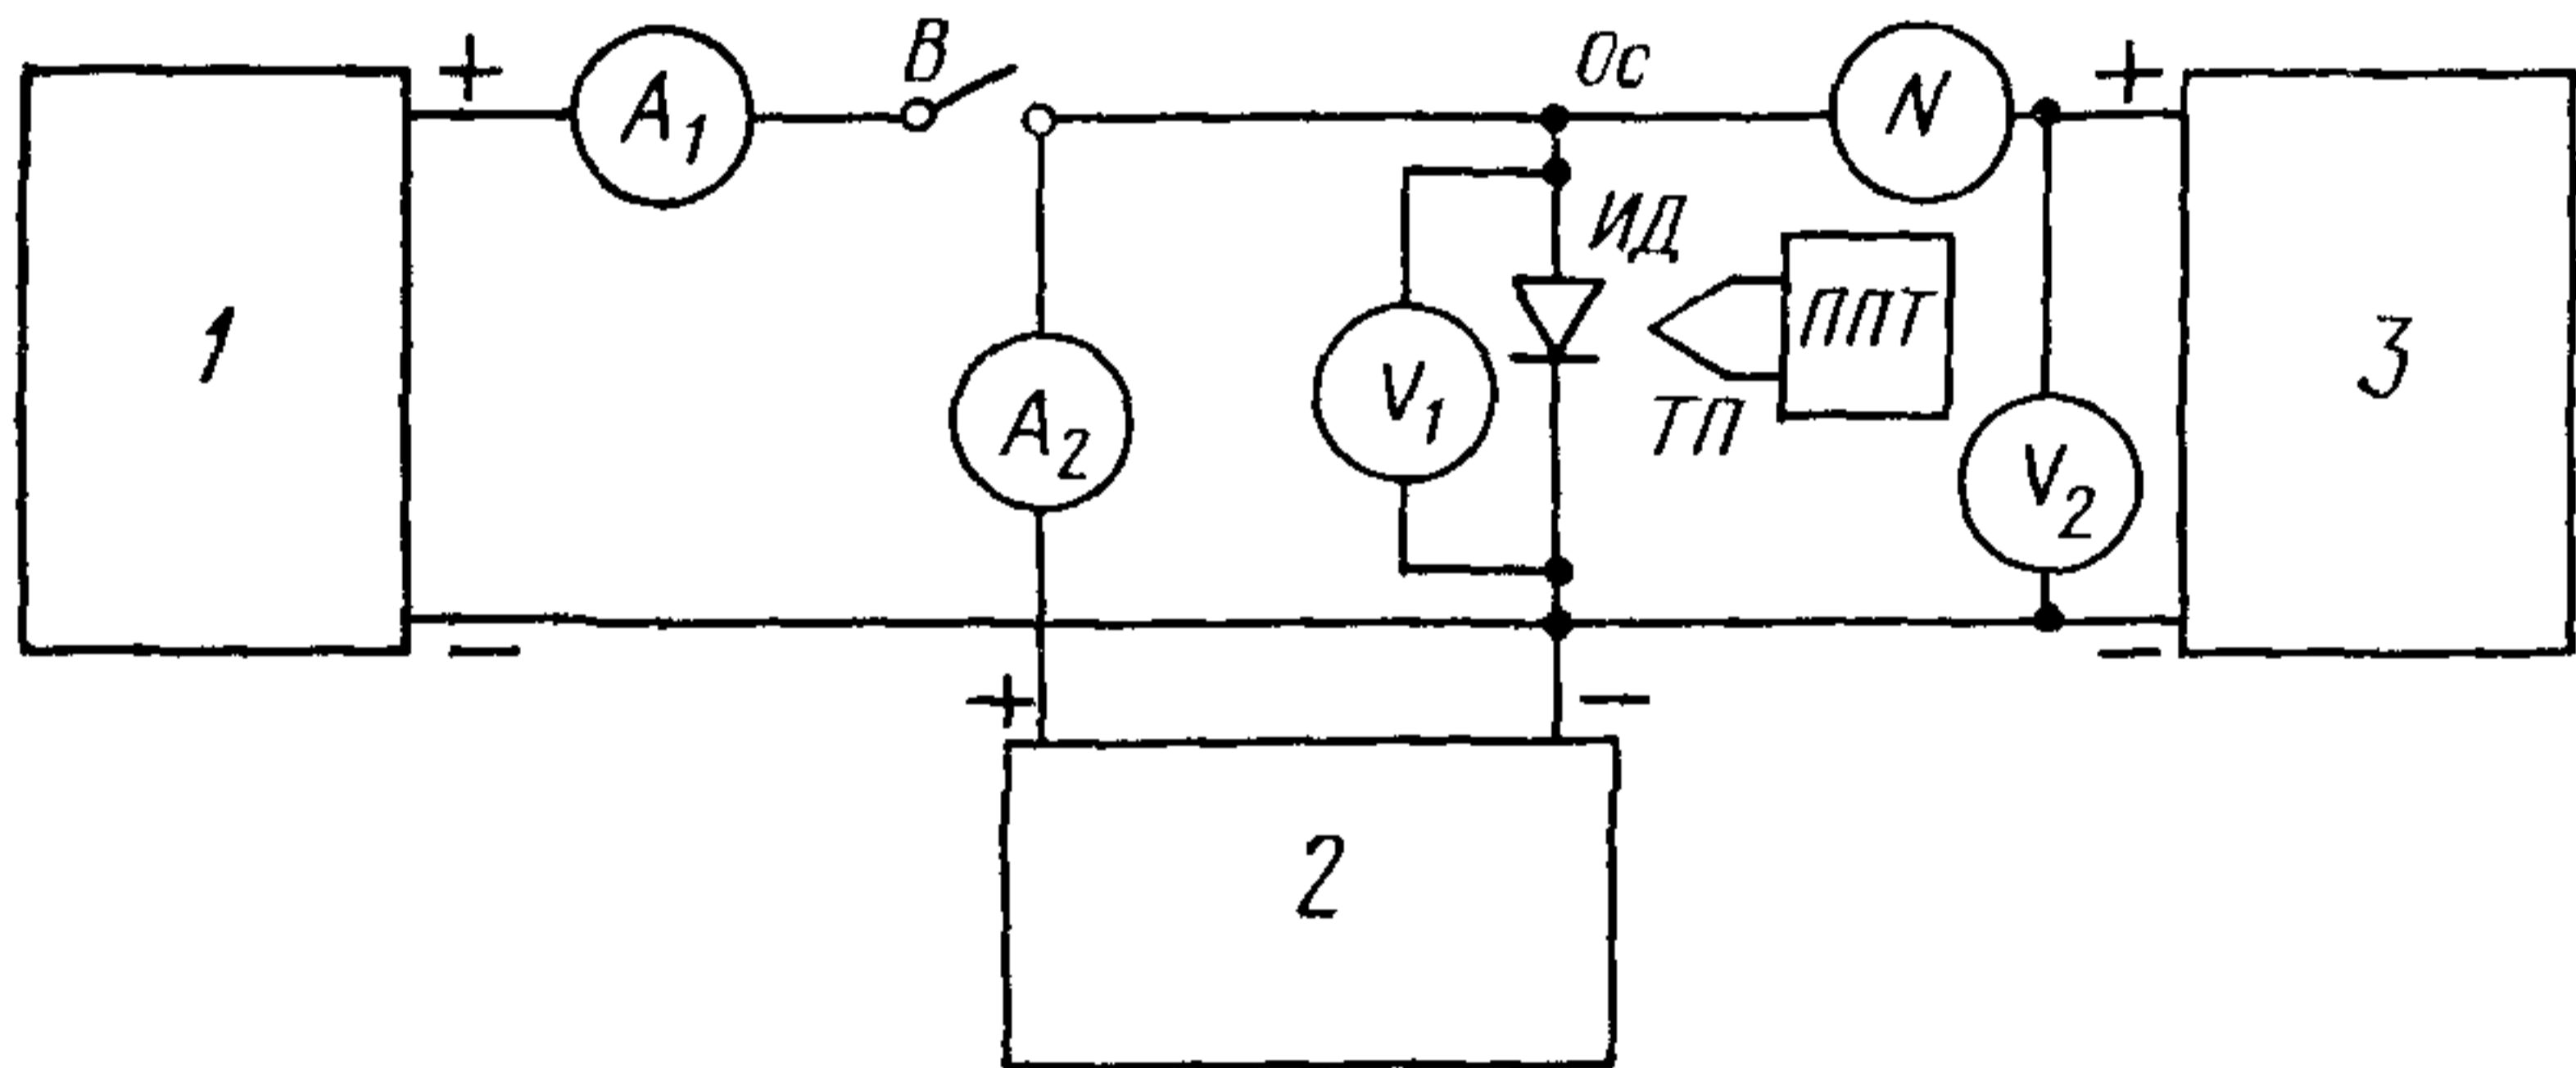 + A₁ В Ос N +
ИД
1 A₂ V₁ ППТ 3
ТП V₂
− −
+ −
2